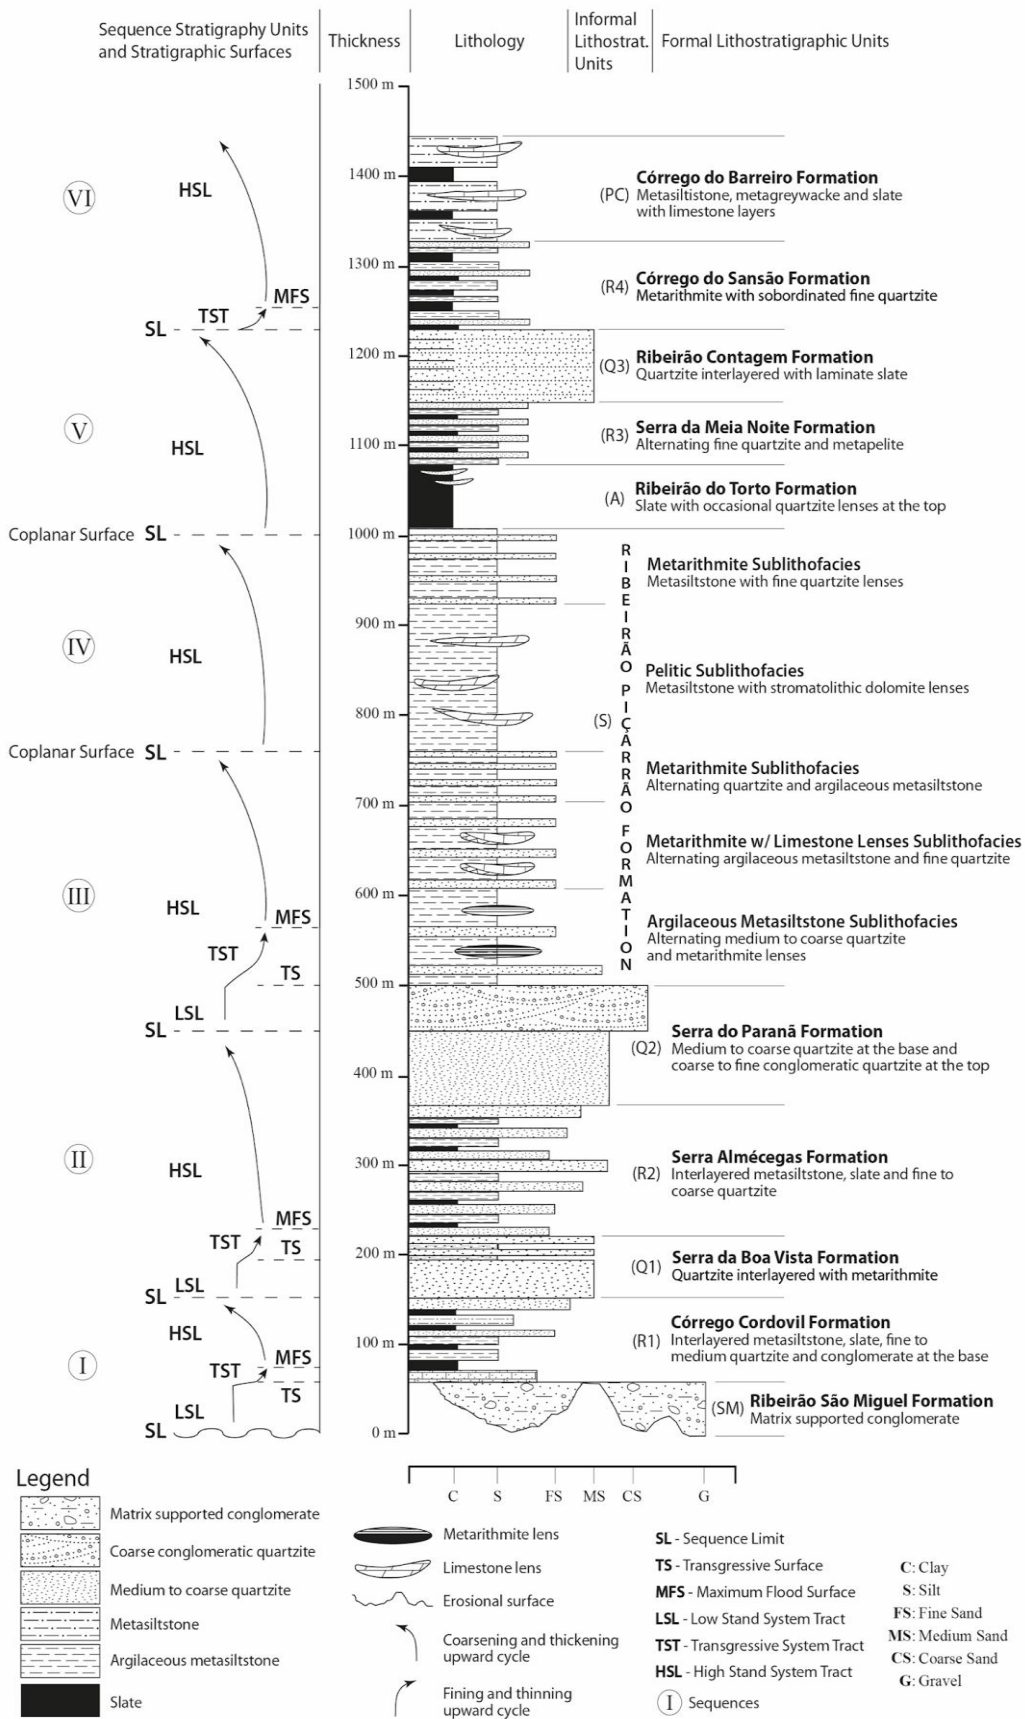 Sequence Stratigraphy Units
and Stratigraphic Surfaces
Thickness
Lithology
Informal
Lithostrat.
Units
Formal Lithostratigraphic Units
1500 m
1400 m
1300 m
1200 m
1100 m
1000 m
900 m
800 m
700 m
600 m
500 m
400 m
300 m
200 m
100 m
0 m
VI
HSL
MFS
TST
SL
V
HSL
Coplanar Surface SL
IV
HSL
Coplanar Surface SL
III
HSL
MFS
TST
TS
LSL
SL
II
HSL
MFS
TST
TS
LSL
SL
HSL
I
MFS
TST
TS
LSL
SL
(PC)
Córrego do Barreiro Formation
Metasiltistone, metagreywacke and slate
with limestone layers
(R4)
Córrego do Sansão Formation
Metarithmite with sobordinated fine quartzite
(Q3)
Ribeirão Contagem Formation
Quartzite interlayered with laminate slate
(R3)
Serra da Meia Noite Formation
Alternating fine quartzite and metapelite
(A)
Ribeirão do Torto Formation
Slate with occasional quartzite lenses at the top
(S)
RIBEIRÃO PIÇARRÃO FORMATION
Metarithmite Sublithofacies
Metasiltstone with fine quartzite lenses
Pelitic Sublithofacies
Metasiltstone with stromatolithic dolomite lenses
Metarithmite Sublithofacies
Alternating quartzite and argilaceous metasiltstone
Metarithmite w/ Limestone Lenses Sublithofacies
Alternating argilaceous metasiltstone and fine quartzite
Argilaceous Metasiltstone Sublithofacies
Alternating medium to coarse quartzite
and metarithmite lenses
(Q2)
Serra do Paranã Formation
Medium to coarse quartzite at the base and
coarse to fine conglomeratic quartzite at the top
(R2)
Serra Almécegas Formation
Interlayered metasiltstone, slate and fine to
coarse quartzite
(Q1)
Serra da Boa Vista Formation
Quartzite interlayered with metarithmite
(R1)
Córrego Cordovil Formation
Interlayered metasiltstone, slate, fine to
medium quartzite and conglomerate at the base
(SM)
Ribeirão São Miguel Formation
Matrix supported conglomerate
C S FS MS CS G
Legend
Matrix supported conglomerate
Coarse conglomeratic quartzite
Medium to coarse quartzite
Metasiltstone
Argilaceous metasiltstone
Slate
Metarithmite lens
Limestone lens
Erosional surface
Coarsening and thickening
upward cycle
Fining and thinning
upward cycle
SL - Sequence Limit
TS - Transgressive Surface
MFS - Maximum Flood Surface
LSL - Low Stand System Tract
TST - Transgressive System Tract
HSL - High Stand System Tract
I Sequences
C: Clay
S: Silt
FS: Fine Sand
MS: Medium Sand
CS: Coarse Sand
G: Gravel